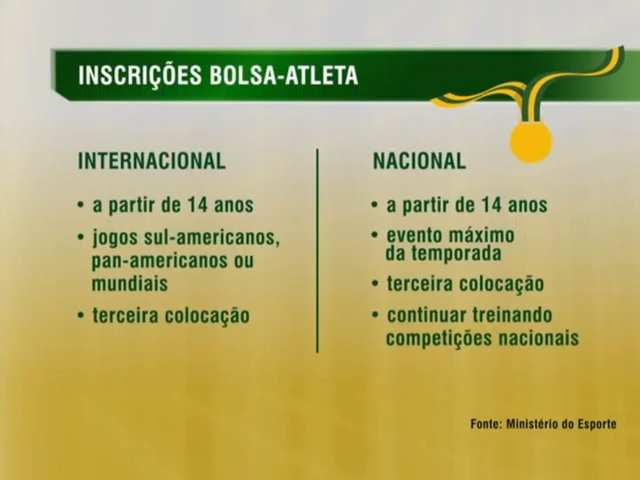 INSCRIÇÕES BOLSA-ATLETA
INTERNACIONAL
• a partir de 14 anos
• jogos sul-americanos,
pan-americanos ou
mundiais
• terceira colocação
NACIONAL
• a partir de 14 anos
• evento máximo
da temporada
• terceira colocação
• continuar treinando
competições nacionais
Fonte: Ministério do Esporte